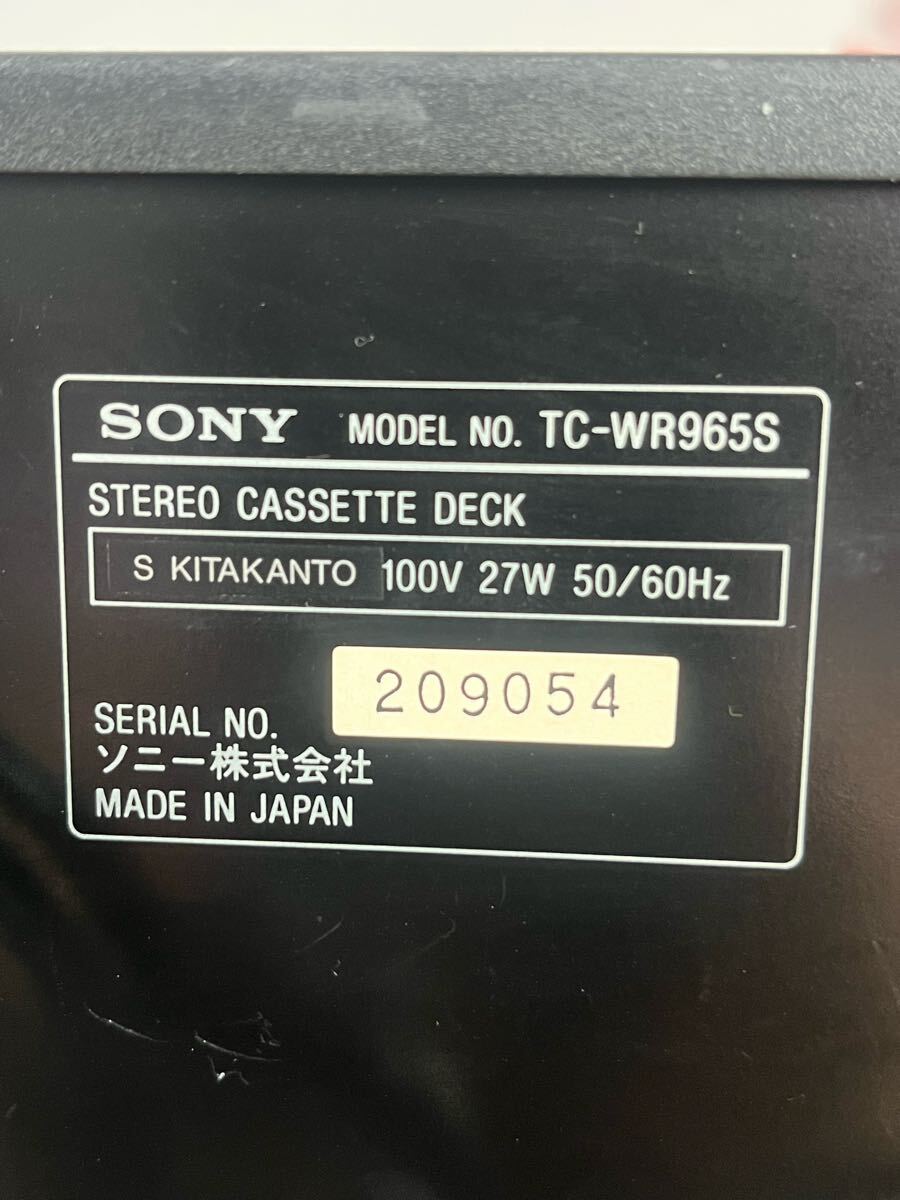 SONY MODEL NO. TC-WR965S
STEREO CASSETTE DECK
S KITAKANTO 100V 27W 50/60Hz
209054
SERIAL NO.
ソニー株式会社
MADE IN JAPAN